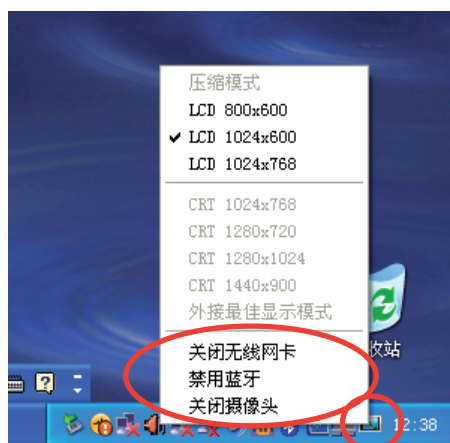 压缩模式
LCD 800x600
LCD 1024x600
LCD 1024x768
CRT 1024x768
CRT 1280x720
CRT 1280x1024
CRT 1440x900
外接最佳显示模式
关闭无线网卡
收站
禁用蓝牙
关闭摄像头
12:38